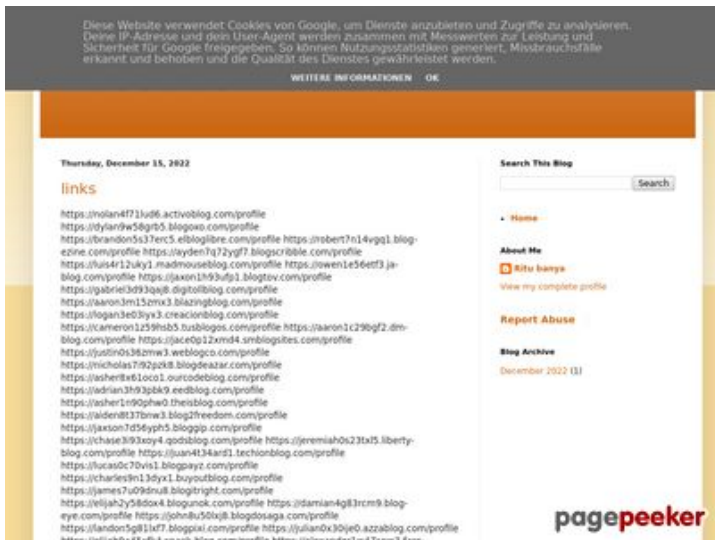 Diese Website verwendet Cookies von Google, um Dienste anzubieten und Zugriffe zu analysieren.
Deine IP-Adresse und dein User-Agent werden zusammen mit Messwerten zur Leistung und
Sicherheit für Google freigegeben. So können Nutzungsstatistiken generiert, Missbrauchsfälle
erkannt und behoben und die Qualität des Dienstes gewährleistet werden.
WEITERE INFORMATIONEN OK
Thursday, December 15, 2022
links
https://nolan4f71lud6.activoblog.com/profile
https://dylan9w58grb5.blogoxo.com/profile
https://brandon5s37erc5.elbloglibre.com/profile https://robert7n14vgq1.blog-
ezine.com/profile https://ayden7q72ygf7.blogscribble.com/profile
https://luis4r12uky1.madmouseblog.com/profile https://owen1e56etf3.ja-
blog.com/profile https://jaxon1h93ufp1.blogtov.com/profile
https://gabriel3d93qaj8.digitollblog.com/profile
https://aaron3m15zmx3.blazingblog.com/profile
https://logan3e03iyx3.creacionblog.com/profile
https://cameron1z59hsb5.tusblogos.com/profile https://aaron1c29bgf2.dm-
blog.com/profile https://jace0p12xmd4.smblogsites.com/profile
https://justin0s36zmw3.weblogco.com/profile
https://nicholas7i92pzk8.blogdeazar.com/profile
https://asher8x61oco1.ourcodeblog.com/profile
https://adrian3h93pbk9.eedblog.com/profile
https://asher1n90phw0.theisblog.com/profile
https://aiden8t37bnw3.blog2freedom.com/profile
https://jaxson7d56yph5.bloggip.com/profile
https://chase3i93xoy4.qodsblog.com/profile https://jeremiah0s23txl5.liberty-
blog.com/profile https://juan4t34ard1.techionblog.com/profile
https://lucas0c70vis1.blogpayz.com/profile
https://charles9n13dyx1.buyoutblog.com/profile
https://james7u09dnu8.blogitright.com/profile
https://elijah2y58dox4.blogunok.com/profile https://damian4g83rcm9.blog-
eye.com/profile https://john8u50lxj8.blogdosaga.com/profile
https://landon5g81lxf7.blogpixi.com/profile https://julian0x30ije0.azzablog.com/profile
Search This Blog
Search
Home
About Me
Ritu banya
View my complete profile
Report Abuse
Blog Archive
December 2022 (1)
pagepeeker